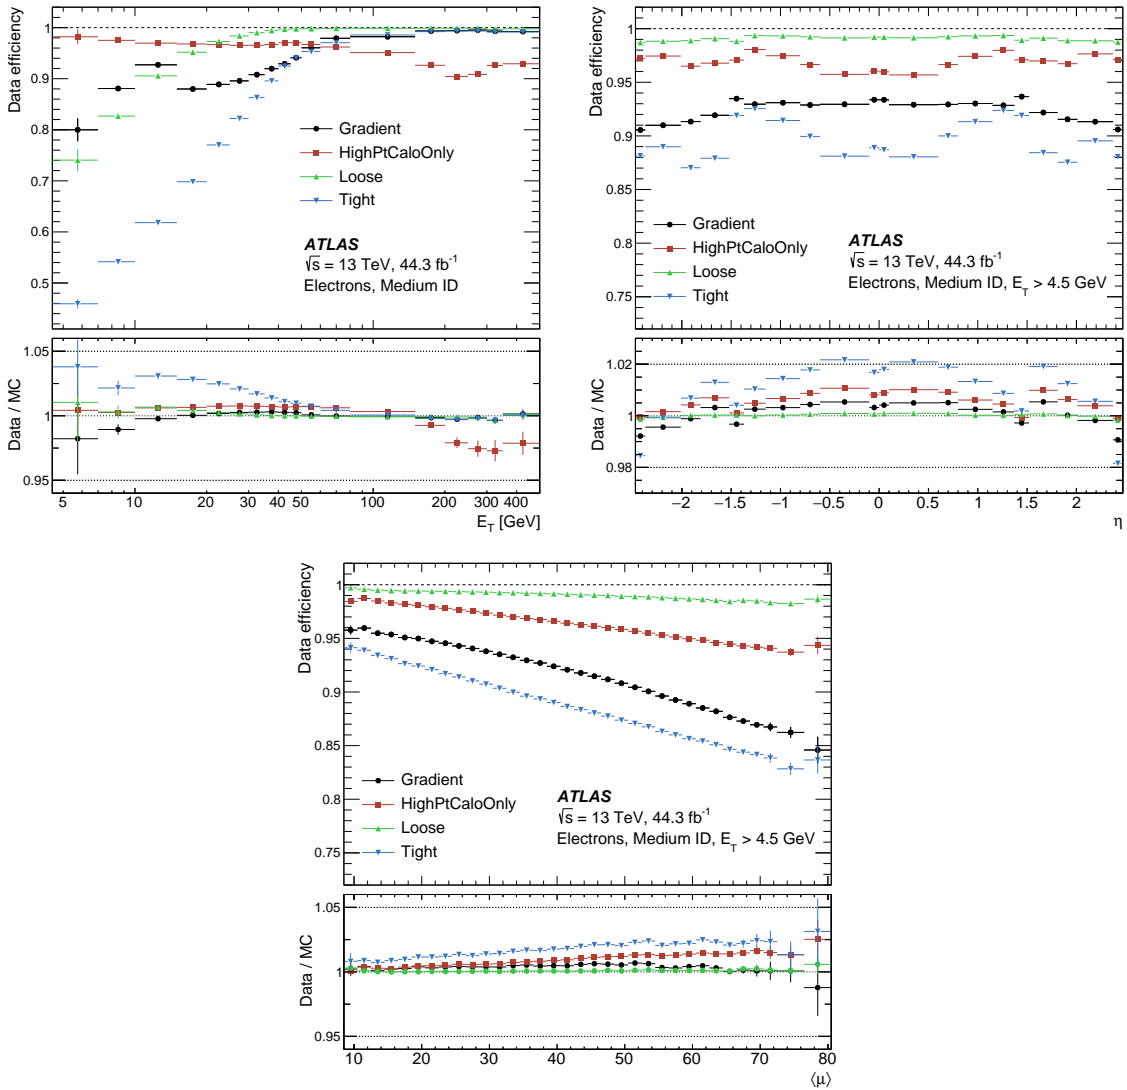 Data efficiency
1
0.9
0.8
0.7
0.6
0.5
Gradient
HighPtCaloOnly
Loose
Tight
ATLAS
√s = 13 TeV, 44.3 fb⁻¹
Electrons, Medium ID
Data / MC
1.05
1
0.95
5 10 20 30 40 50 100 200 300 400
E_T [GeV]
Data efficiency
1
0.95
0.9
0.85
0.8
0.75
Gradient
HighPtCaloOnly
Loose
Tight
ATLAS
√s = 13 TeV, 44.3 fb⁻¹
Electrons, Medium ID, E_T > 4.5 GeV
Data / MC
1.02
1
0.98
−2 −1.5 −1 −0.5 0 0.5 1 1.5 2
η
Data efficiency
1
0.95
0.9
0.85
0.8
0.75
Gradient
HighPtCaloOnly
Loose
Tight
ATLAS
√s = 13 TeV, 44.3 fb⁻¹
Electrons, Medium ID, E_T > 4.5 GeV
Data / MC
1.05
1
0.95
10 20 30 40 50 60 70 80
⟨μ⟩